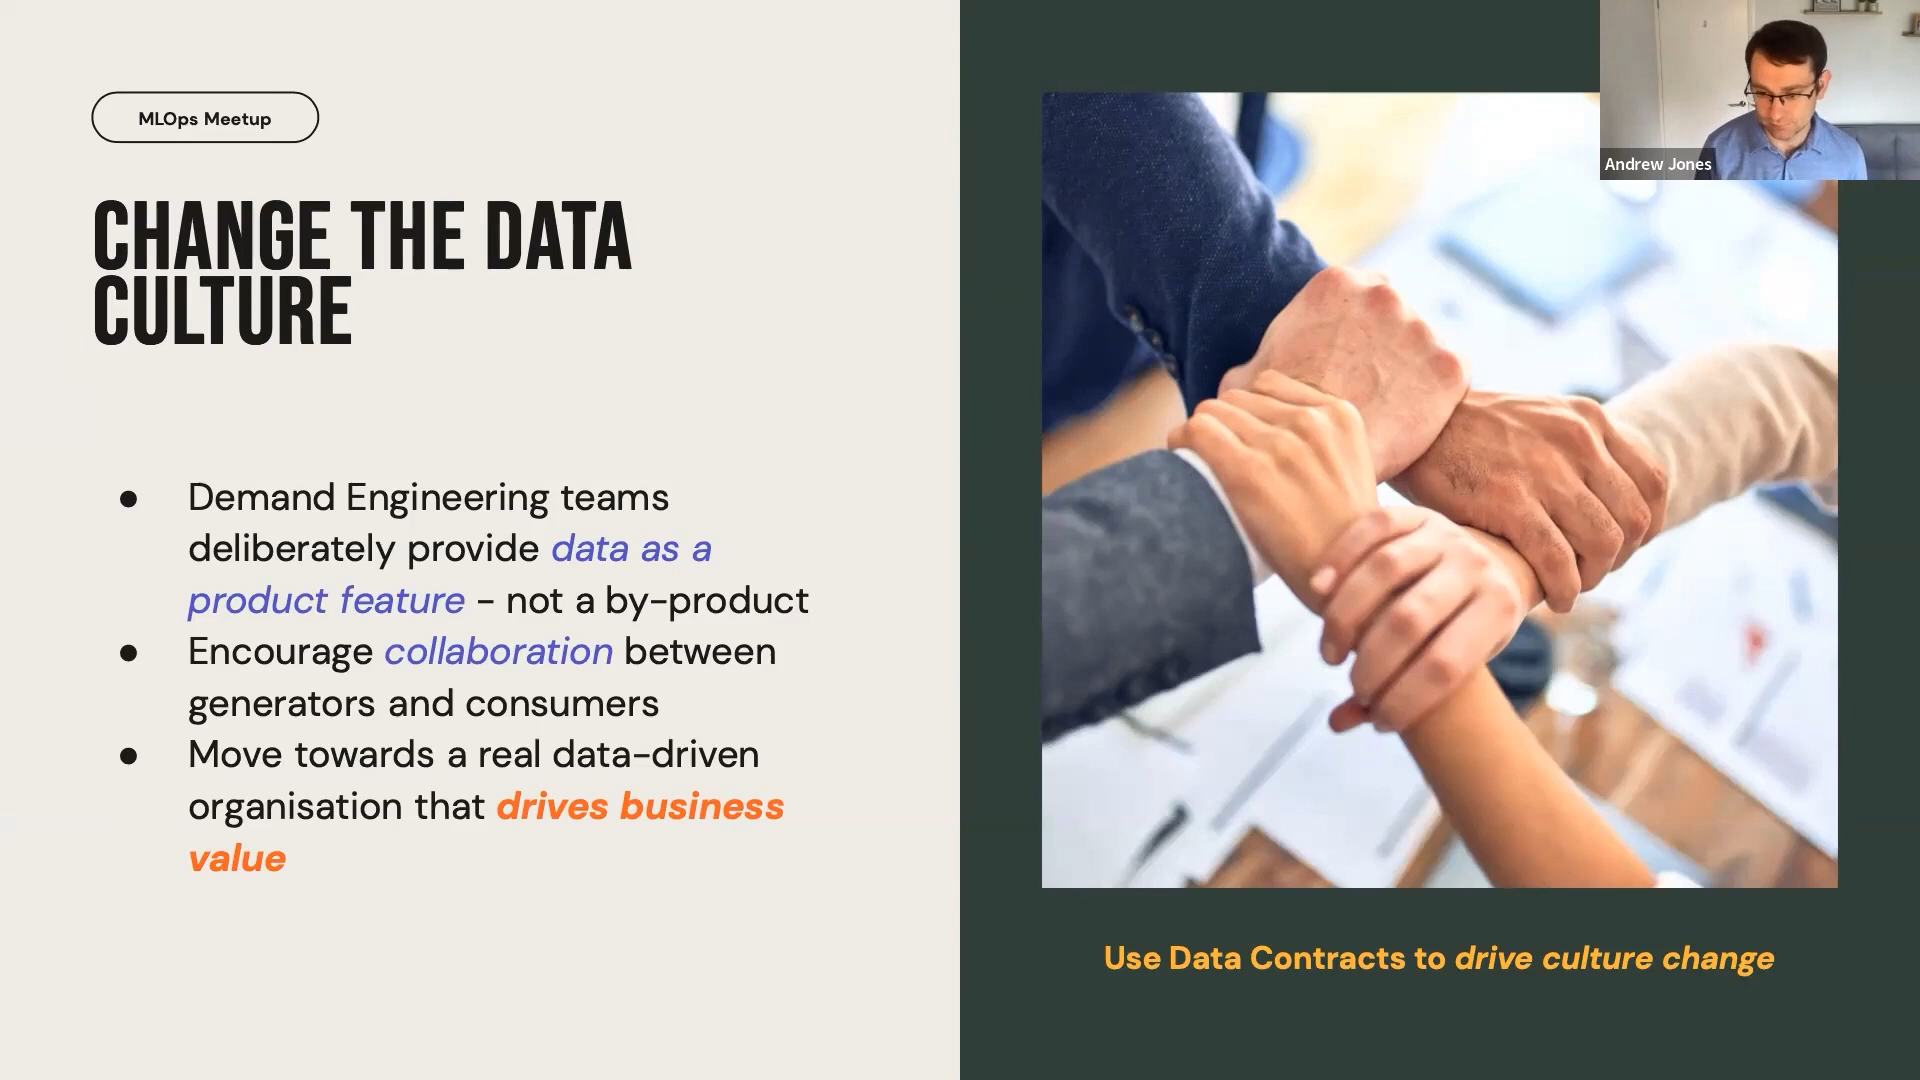 MLOps Meetup
CHANGE THE DATA
CULTURE
● Demand Engineering teams
deliberately provide data as a
product feature - not a by-product
● Encourage collaboration between
generators and consumers
● Move towards a real data-driven
organisation that drives business
value
Andrew Jones
Use Data Contracts to drive culture change